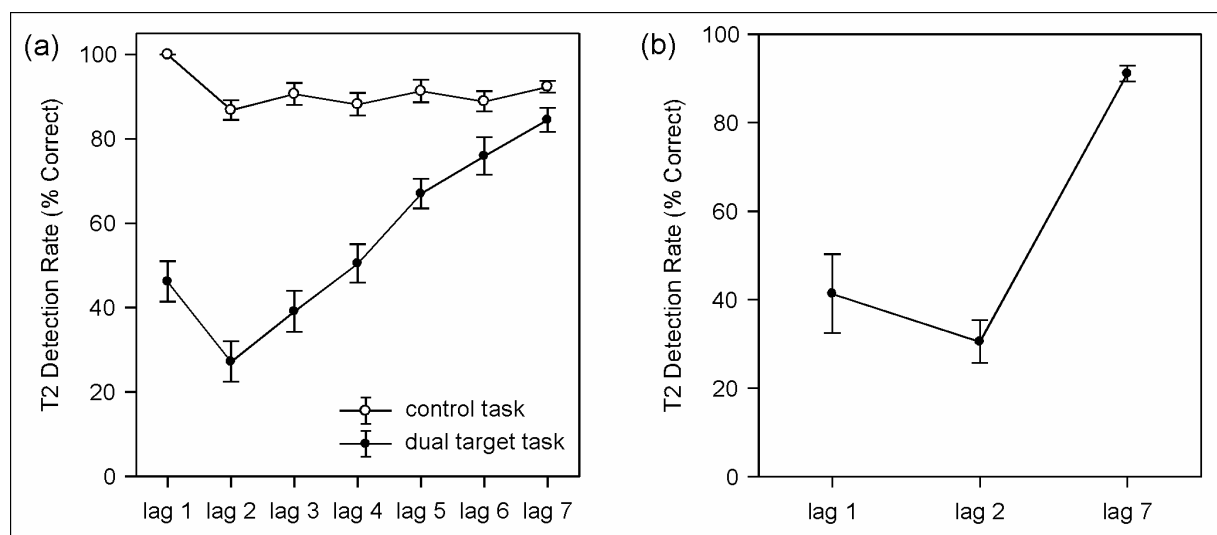 (a)
T2 Detection Rate (% Correct)
100
80
60
40
20
0
control task
dual target task
lag 1 lag 2 lag 3 lag 4 lag 5 lag 6 lag 7
(b)
T2 Detection Rate (% Correct)
100
80
60
40
20
0
lag 1 lag 2 lag 7